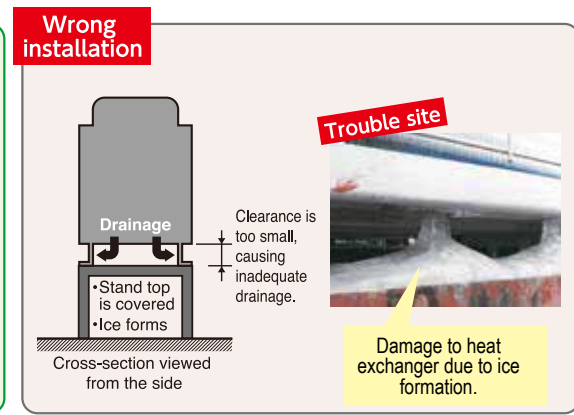 Wrong
installation
Trouble site
Drainage
Clearance is
too small,
causing
inadequate
drainage.
•Stand top
is covered
•Ice forms
Cross-section viewed
from the side
Damage to heat
exchanger due to ice
formation.